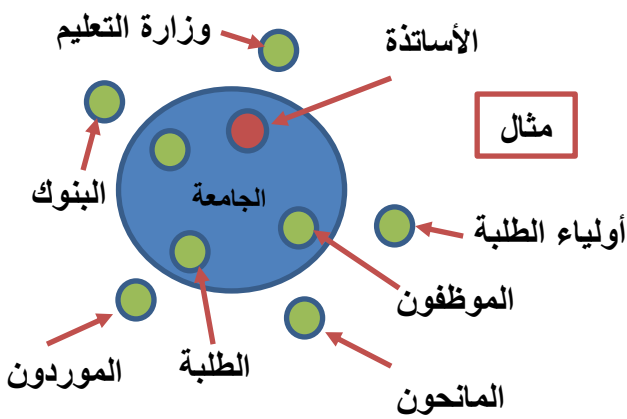 وزارة التعليم
الأساتذة
مثال
البنوك
الجامعة
أولياء الطلبة
الموظفون
الموردون
الطلبة
المانحون